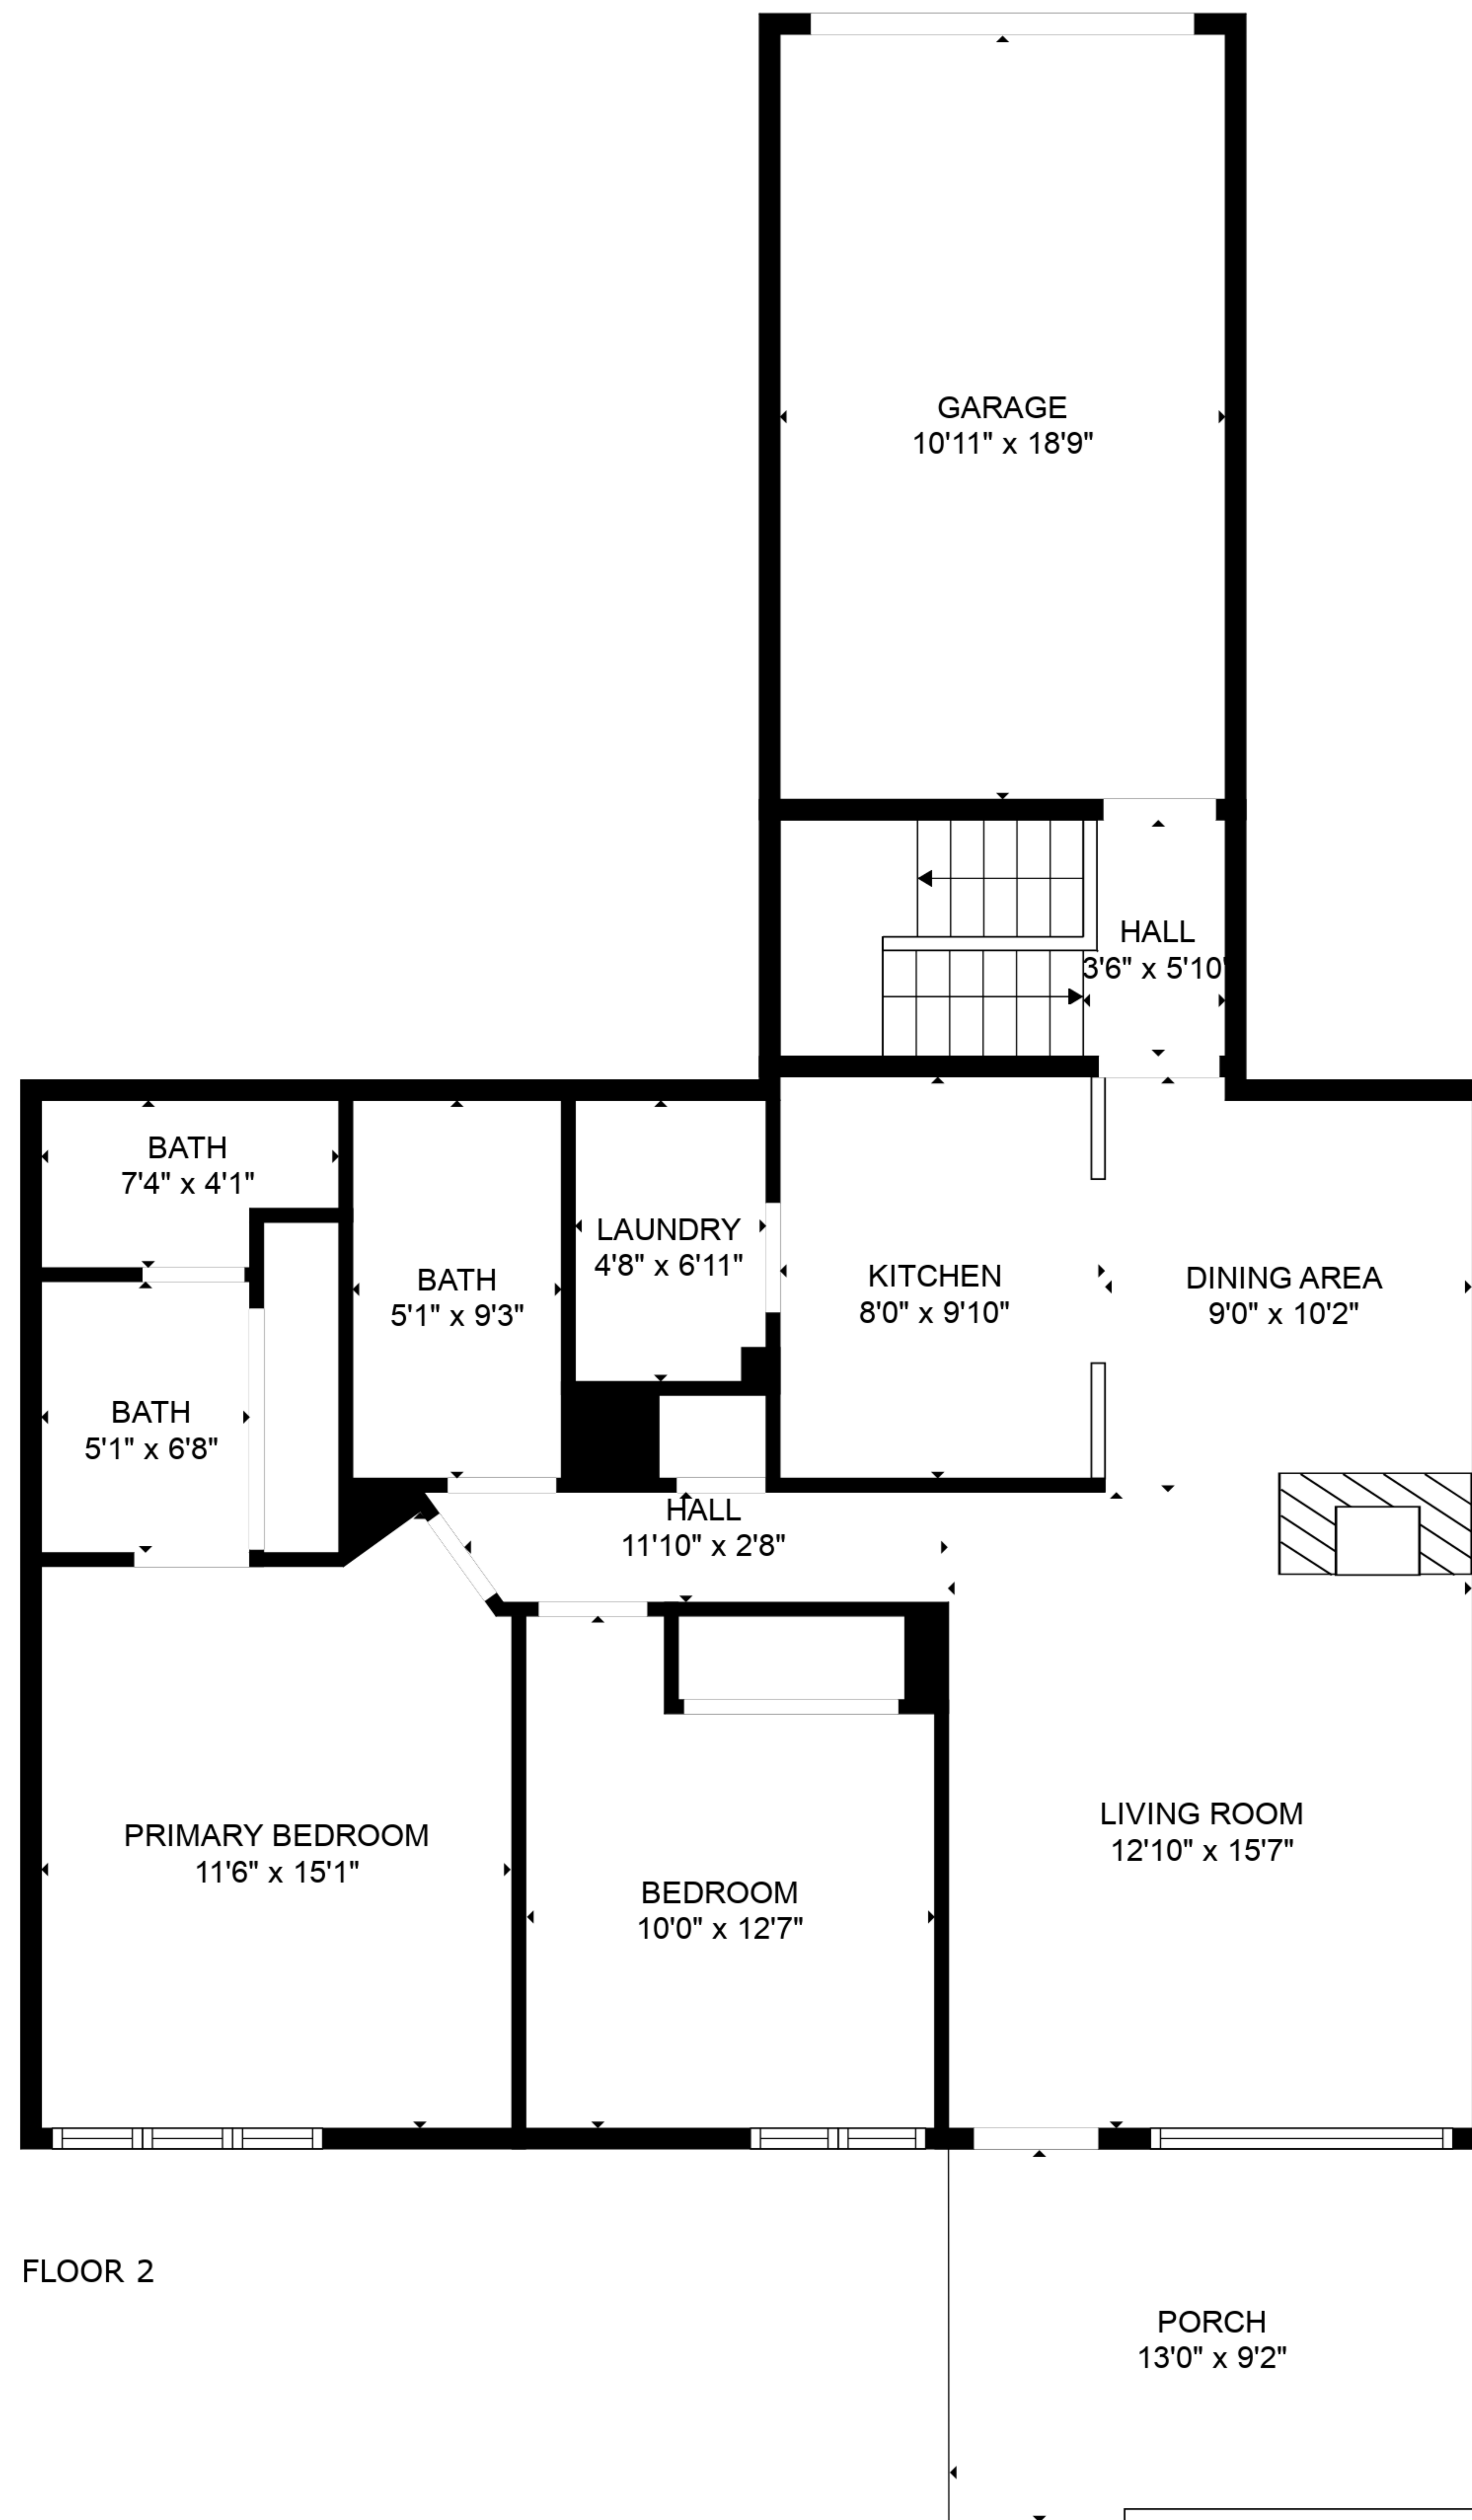 GARAGE
10'11" x 18'9"
HALL
3'6" x 5'10'
BATH
7'4" x 4'1"
LAUNDRY
4'8" x 6'11"
BATH
5'1" x 9'3"
KITCHEN
8'0" x 9'10"
DINING AREA
9'0" x 10'2"
BATH
5'1" x 6'8"
HALL
11'10" x 2'8"
PRIMARY BEDROOM
11'6" x 15'1"
BEDROOM
10'0" x 12'7"
LIVING ROOM
12'10" x 15'7"
FLOOR 2
PORCH
13'0" x 9'2"